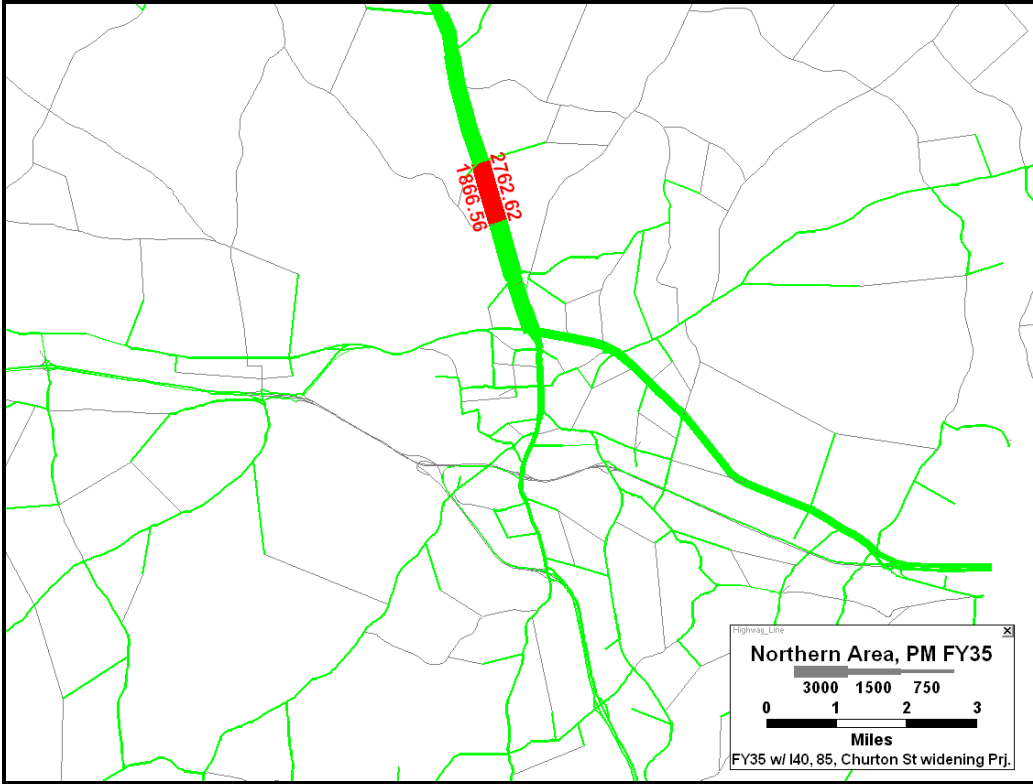 2762.62
1866.56
Highway_Line
Northern Area, PM FY35
3000 1500 750
0 1 2 3
Miles
FY35 w/ I40, 85, Churton St widening Prj.